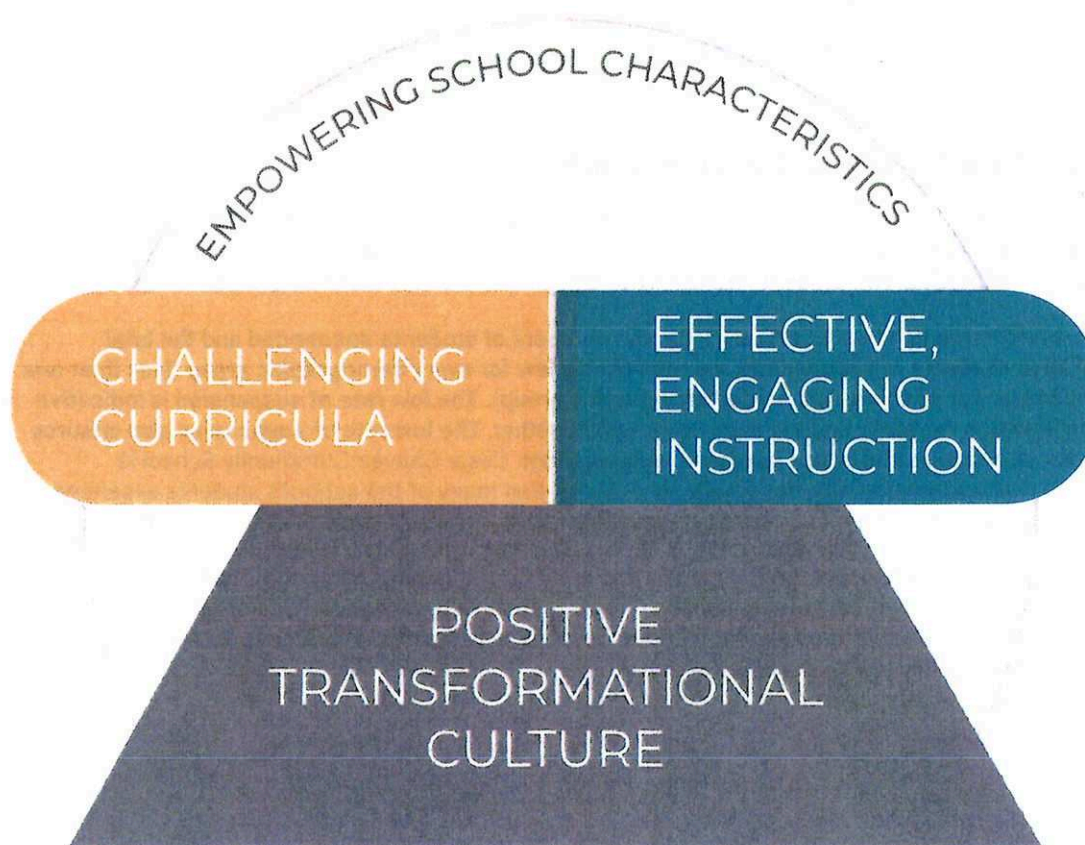 EMPOWERING SCHOOL CHARACTERISTICS
CHALLENGING
CURRICULA
EFFECTIVE,
ENGAGING
INSTRUCTION
POSITIVE
TRANSFORMATIONAL
CULTURE